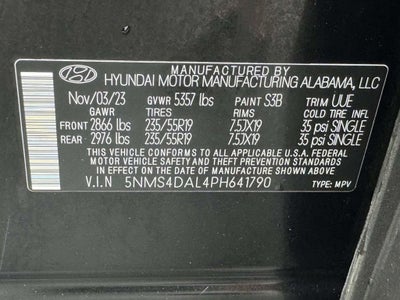 HYUNDAI MOTOR MANUFACTURING ALABAMA, LLC
Nov/03/23 GVWR 5357 lbs PAINT S3B TRIM UUE
GAWR TIRES RIMS COLD TIRE INFL
FRONT 2866 lbs 235/55R19 7.5JX19 35 psi SINGLE
REAR 2976 lbs 235/55R19 7.5JX19 35 psi SINGLE
THIS VEHICLE CONFORMS TO ALL APPLICABLE U.S.A. FEDERAL
MOTOR VEHICLE SAFETY AND THEFT PREVENTION STANDARDS
IN EFFECT ON THE DATE OF MANUFACTURE SHOWN ABOVE.
V.I.N 5NMS4DAL4PH641790 TYPE: MPV